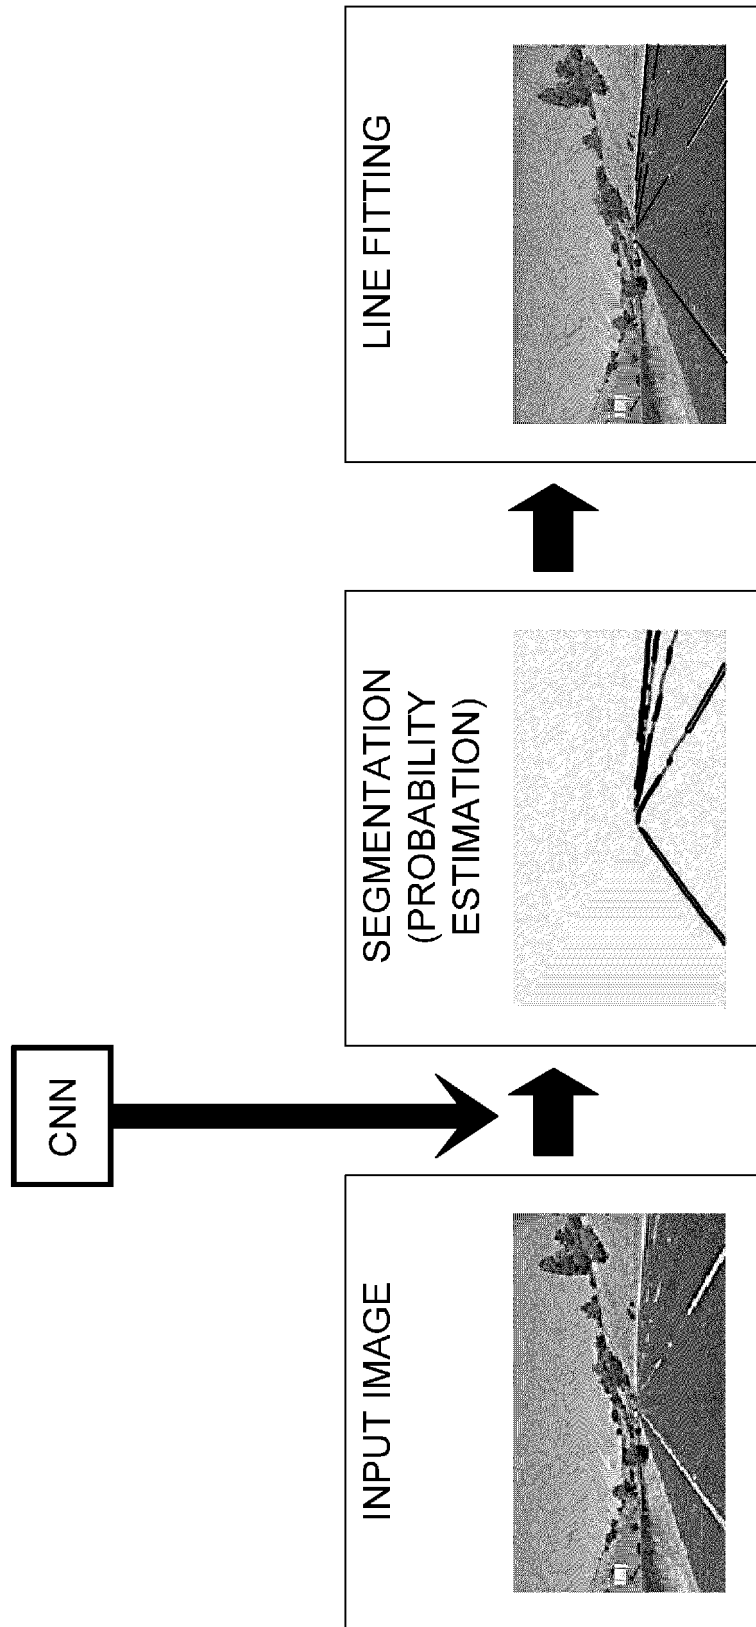 CNN
INPUT IMAGE
SEGMENTATION
(PROBABILITY
ESTIMATION)
LINE FITTING